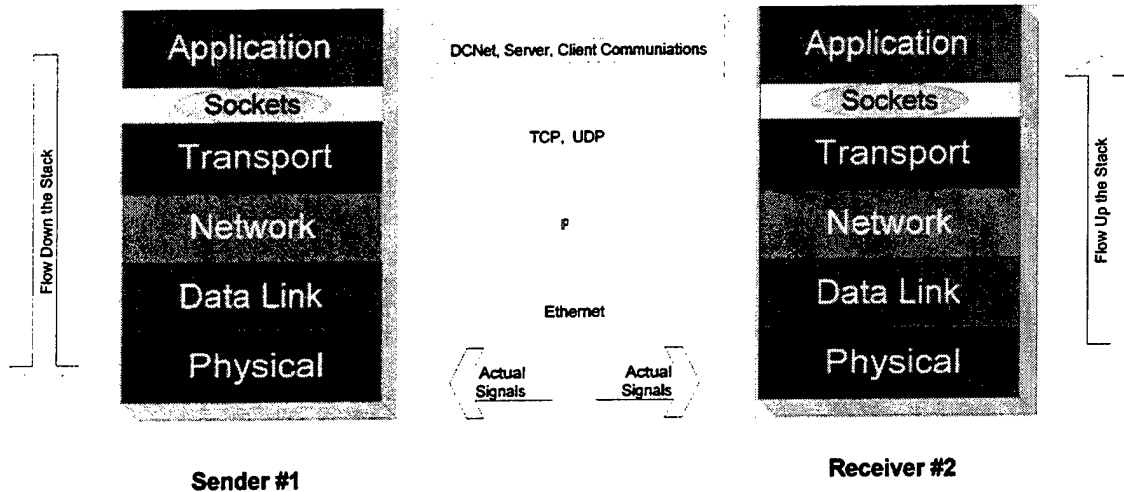 Application
Sockets
Transport
Network
Data Link
Physical
Flow Down the Stack
Sender #1
DCNet, Server, Client Communiations
TCP, UDP
Ethernet
Actual
Signals
Actual
Signals
Application
Sockets
Transport
Network
Data Link
Physical
Flow Up the Stack
Receiver #2